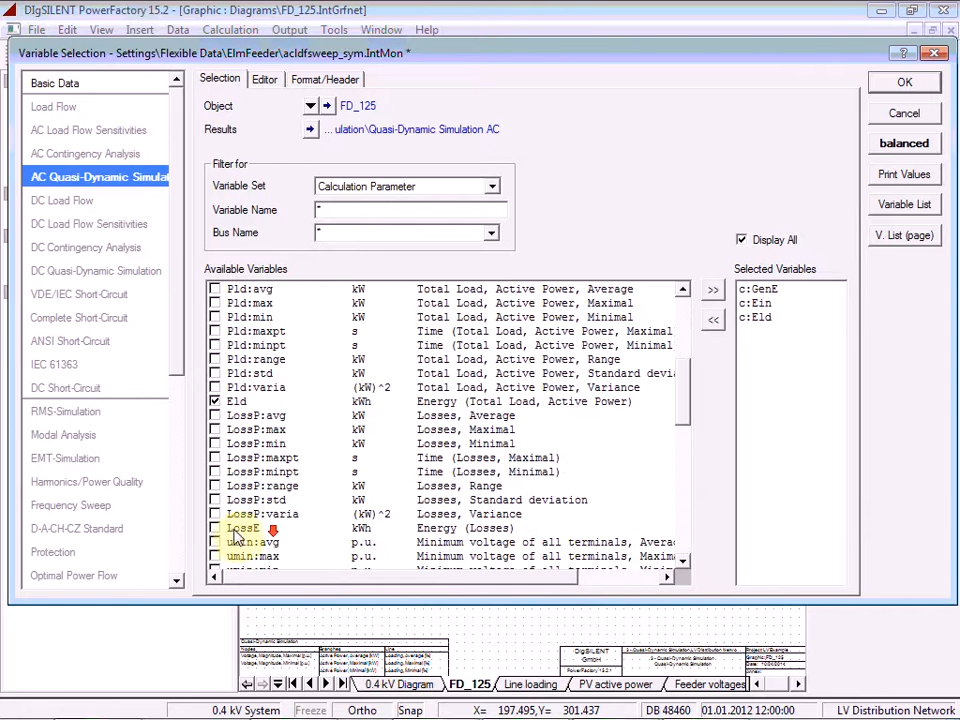 DIgSILENT PowerFactory 15.2 - [Graphic : Diagrams\FD_125.IntGrfnet]
File Edit View Insert Data Calculation Output Tools Window Help
Variable Selection - Settings\Flexible Data\ElmFeeder\acldfsweep_sym.IntMon *
Basic Data
Load Flow
AC Load Flow Sensitivities
AC Contingency Analysis
AC Quasi-Dynamic Simulat
DC Load Flow
DC Load Flow Sensitivities
DC Contingency Analysis
DC Quasi-Dynamic Simulation
VDE/IEC Short-Circuit
Complete Short-Circuit
ANSI Short-Circuit
IEC 61363
DC Short-Circuit
RMS-Simulation
Modal Analysis
EMT-Simulation
Harmonics/Power Quality
Frequency Sweep
D-A-CH-CZ Standard
Protection
Optimal Power Flow
Selection Editor Format/Header
Object FD_125
Results ... ulation\Quasi-Dynamic Simulation AC
Filter for
Variable Set Calculation Parameter
Variable Name *
Bus Name *
Display All
Available Variables
Pld:avg kW Total Load, Active Power, Average
Pld:max kW Total Load, Active Power, Maximal
Pld:min kW Total Load, Active Power, Minimal
Pld:maxpt s Time (Total Load, Active Power, Maximal
Pld:minpt s Time (Total Load, Active Power, Minimal
Pld:range kW Total Load, Active Power, Range
Pld:std kW Total Load, Active Power, Standard devia
Pld:varia (kW)^2 Total Load, Active Power, Variance
Eld kWh Energy (Total Load, Active Power)
LossP:avg kW Losses, Average
LossP:max kW Losses, Maximal
LossP:min kW Losses, Minimal
LossP:maxpt s Time (Losses, Maximal)
LossP:minpt s Time (Losses, Minimal)
LossP:range kW Losses, Range
LossP:std kW Losses, Standard deviation
LossP:varia (kW)^2 Losses, Variance
LossE kWh Energy (Losses)
umin:avg p.u. Minimum voltage of all terminals, Averag
umin:max p.u. Minimum voltage of all terminals, Maxima
>>
<<
Selected Variables
c:GenE
c:Ein
c:Eld
OK
Cancel
balanced
Print Values
Variable List
V. List (page)
Quasi-Dynamic Simulation
Nodes Branches Line
DIgSILENT
GmbH
PowerFactory 15.2.1
0.4 kV Diagram FD_125 Line loading PV active power Feeder voltages
0.4 kV System Freeze Ortho Snap X= 197.495,Y= 301.437 DB 48460 01.01.2012 12:00:00 LV Distribution Network